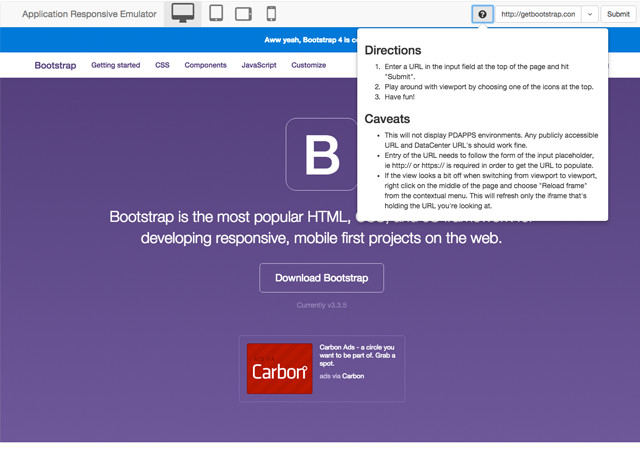 Application Responsive Emulator
http://getbootstrap.con
Submit
Aww yeah, Bootstrap 4 is
Bootstrap
Getting started
CSS
Components
JavaScript
Customize
Directions
1. Enter a URL in the input field at the top of the page and hit
"Submit".
2. Play around with viewport by choosing one of the icons at the top.
3. Have fun!
Caveats
• This will not display PDAPPS environments. Any publicly accessible
URL and DataCenter URL's should work fine.
• Entry of the URL needs to follow the form of the input placeholder,
ie http:// or https:// is required in order to get the URL to populate.
• If the view looks a bit off when switching from viewport to viewport,
right click on the middle of the page and choose "Reload frame"
from the contextual menu. This will refresh only the iframe that's
holding the URL you're looking at.
B
Bootstrap is the most popular HTML,
developing responsive, mobile first projects on the web.
Download Bootstrap
Currently v3.3.5
Carbon
Carbon Ads - a circle you
want to be part of. Grab a
spot.
ads via Carbon